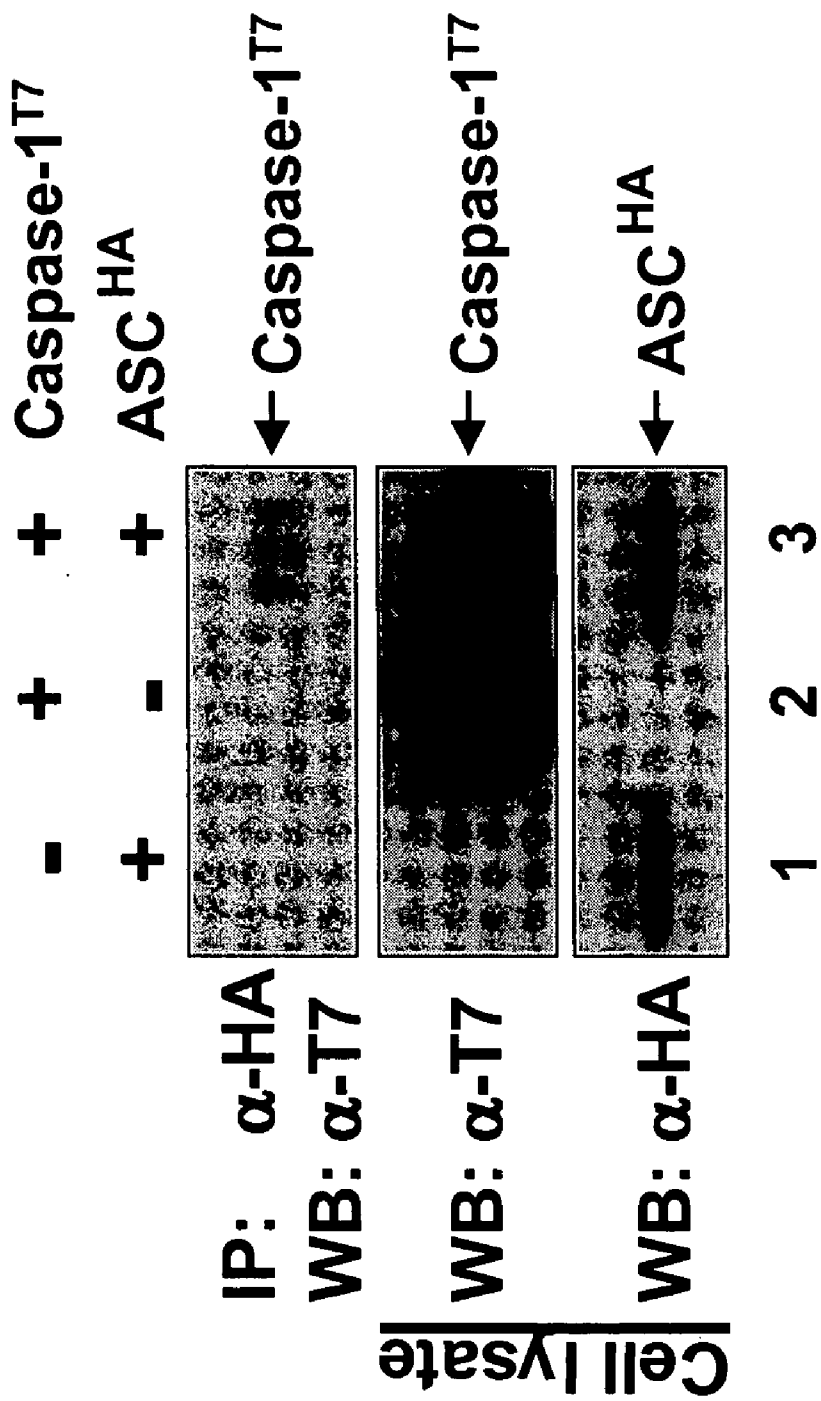 - + + Caspase-1T7
+ - + ASCHA
IP: α-HA
WB: α-T7
← Caspase-1T7
Cell lysate
WB: α-T7
← Caspase-1T7
WB: α-HA
← ASCHA
1 2 3